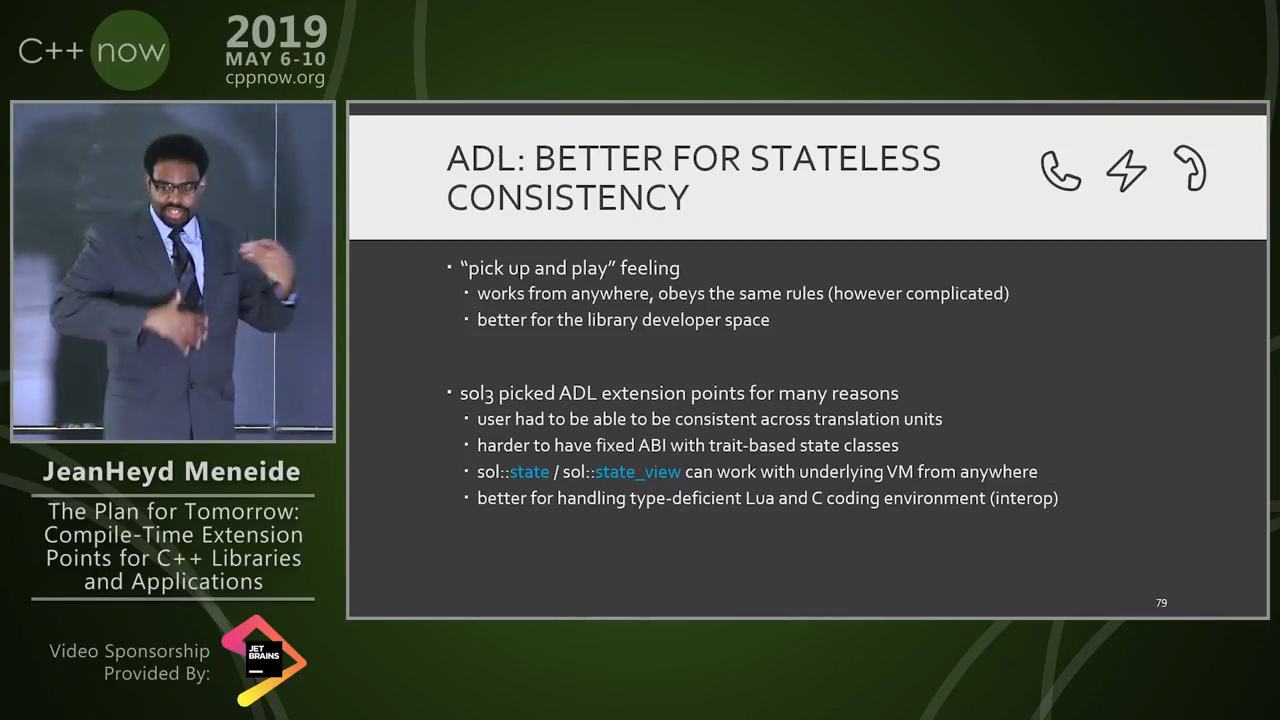 C++ now
2019
MAY 6-10
cppnow.org
ADL: BETTER FOR STATELESS
CONSISTENCY
▪ “pick up and play” feeling
▪ works from anywhere, obeys the same rules (however complicated)
▪ better for the library developer space
▪ sol3 picked ADL extension points for many reasons
▪ user had to be able to be consistent across translation units
▪ harder to have fixed ABI with trait-based state classes
▪ sol::state / sol::state_view can work with underlying VM from anywhere
▪ better for handling type-deficient Lua and C coding environment (interop)
79
JeanHeyd Meneide
The Plan for Tomorrow:
Compile-Time Extension
Points for C++ Libraries
and Applications
Video Sponsorship
Provided By:
JET
BRAINS